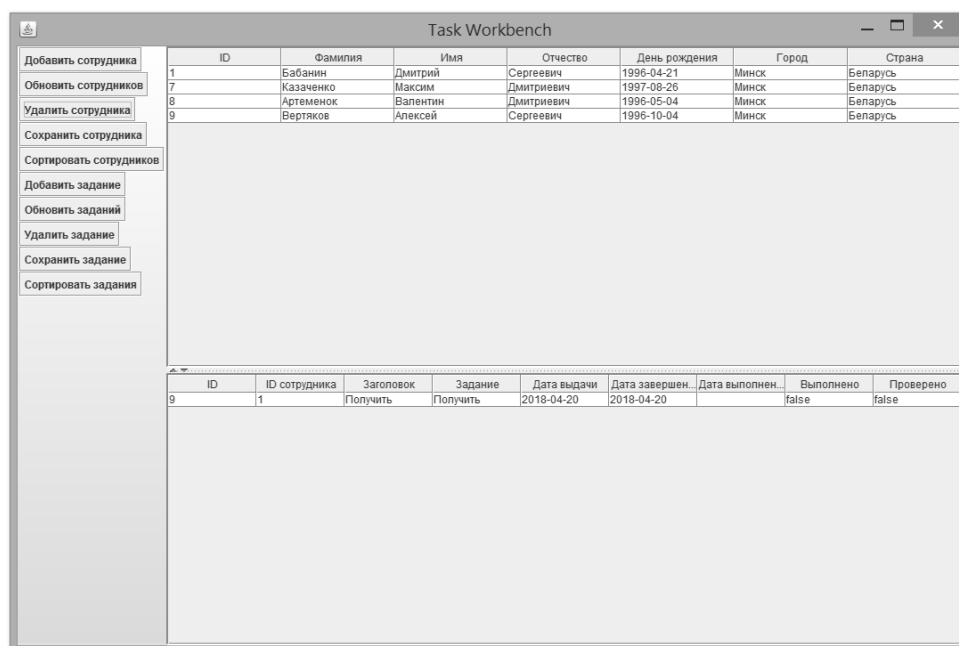 Task Workbench
Добавить сотрудника
Обновить сотрудников
Удалить сотрудника
Сохранить сотрудника
Сортировать сотрудников
Добавить задание
Обновить заданий
Удалить задание
Сохранить задание
Сортировать задания
ID Фамилия Имя Отчество День рождения Город Страна
1 Бабанин Дмитрий Сергеевич 1996-04-21 Минск Беларусь
7 Казаченко Максим Дмитриевич 1997-08-26 Минск Беларусь
8 Артеменок Валентин Дмитриевич 1996-05-04 Минск Беларусь
9 Вертяков Алексей Сергеевич 1996-10-04 Минск Беларусь
ID ID сотрудника Заголовок Задание Дата выдачи Дата завершен... Дата выполнен... Выполнено Проверено
9 1 Получить Получить 2018-04-20 2018-04-20 false false